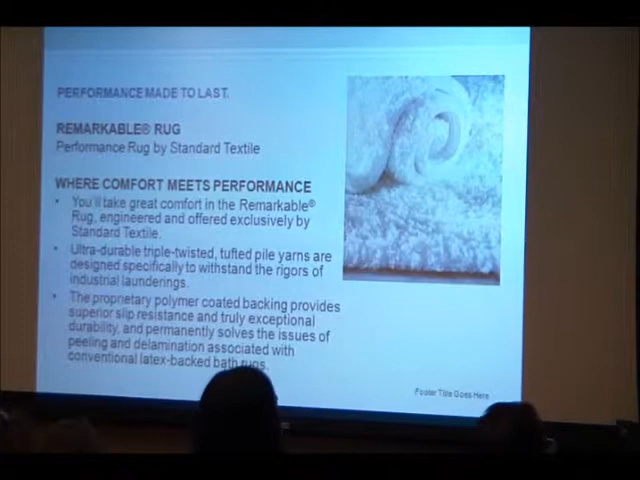 PERFORMANCE MADE TO LAST.
REMARKABLE® RUG
Performance Rug by Standard Textile
WHERE COMFORT MEETS PERFORMANCE
• You'll take great comfort in the Remarkable®
Rug, engineered and offered exclusively by
Standard Textile.
• Ultra-durable triple-twisted, tufted pile yarns are
designed specifically to withstand the rigors of
industrial launderings.
• The proprietary polymer coated backing provides
superior slip resistance and truly exceptional
durability, and permanently solves the issues of
peeling and delamination associated with
conventional latex-backed bath rugs.
Footer Title Goes Here